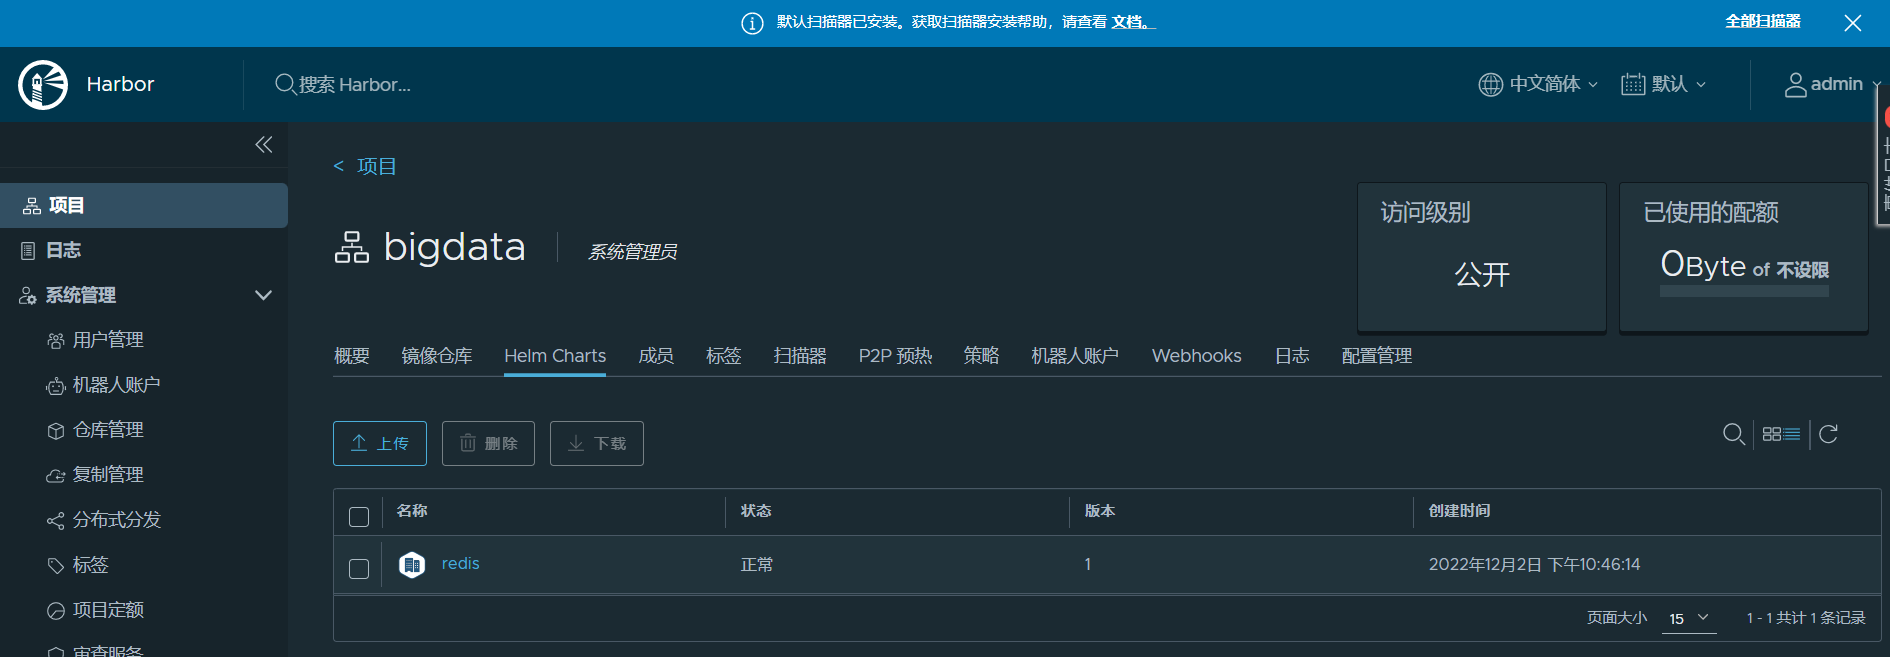 默认扫描器已安装。获取扫描器安装帮助，请查看 文档。
全部扫描器
Harbor
搜索 Harbor...
中文简体
默认
admin
项目
日志
系统管理
用户管理
机器人账户
仓库管理
复制管理
分布式分发
标签
项目定额
审查服务
< 项目
bigdata
系统管理员
访问级别
公开
已使用的配额
0Byte of 不设限
概要 镜像仓库 Helm Charts 成员 标签 扫描器 P2P 预热 策略 机器人账户 Webhooks 日志 配置管理
上传 删除 下载
名称 状态 版本 创建时间
redis 正常 1 2022年12月2日 下午10:46:14
页面大小 15 1 - 1 共计 1 条记录